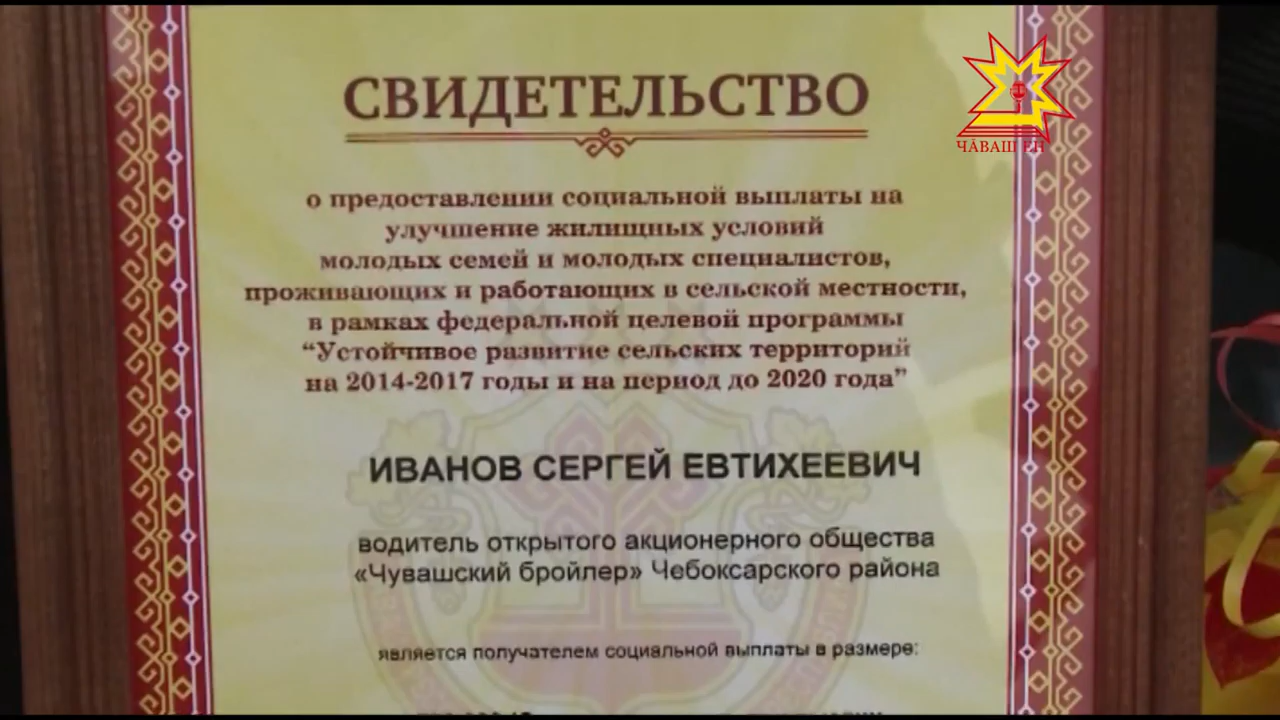 СВИДЕТЕЛЬСТВО
ЧӐВАШ ЕН
о предоставлении социальной выплаты на
улучшение жилищных условий
молодых семей и молодых специалистов,
проживающих и работающих в сельской местности,
в рамках федеральной целевой программы
“Устойчивое развитие сельских территорий
на 2014-2017 годы и на период до 2020 года”
ИВАНОВ СЕРГЕЙ ЕВТИХЕЕВИЧ
водитель открытого акционерного общества
«Чувашский бройлер» Чебоксарского района
является получателем социальной выплаты в размере: